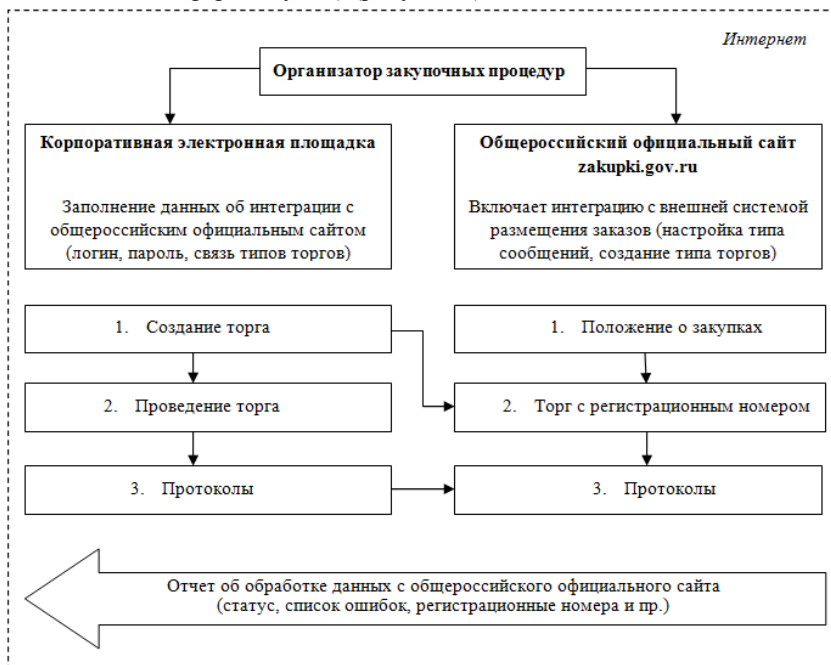 Интернет
Организатор закупочных процедур
Корпоративная электронная площадка
Заполнение данных об интеграции с
общероссийским официальным сайтом
(логин, пароль, связь типов торгов)
Общероссийский официальный сайт
zakupki.gov.ru
Включает интеграцию с внешней системой
размещения заказов (настройка типа
сообщений, создание типа торгов)
1. Создание торга
1. Положение о закупках
2. Проведение торга
2. Торг с регистрационным номером
3. Протоколы
3. Протоколы
Отчет об обработке данных с общероссийского официального сайта
(статус, список ошибок, регистрационные номера и пр.)